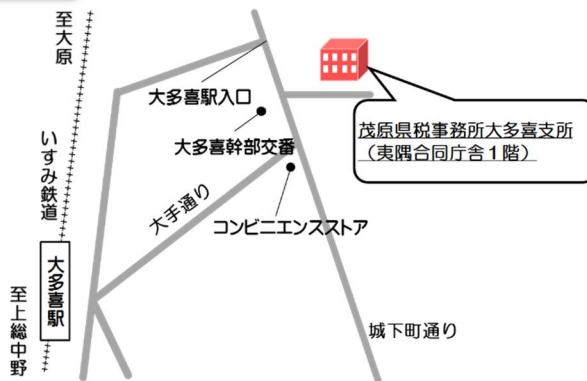 至大原
いすみ鉄道
大多喜駅
至上総中野
大多喜駅入口
大多喜幹部交番
大手通り
コンビニエンスストア
茂原県税事務所大多喜支所
（夷隅合同庁舎１階）
城下町通り